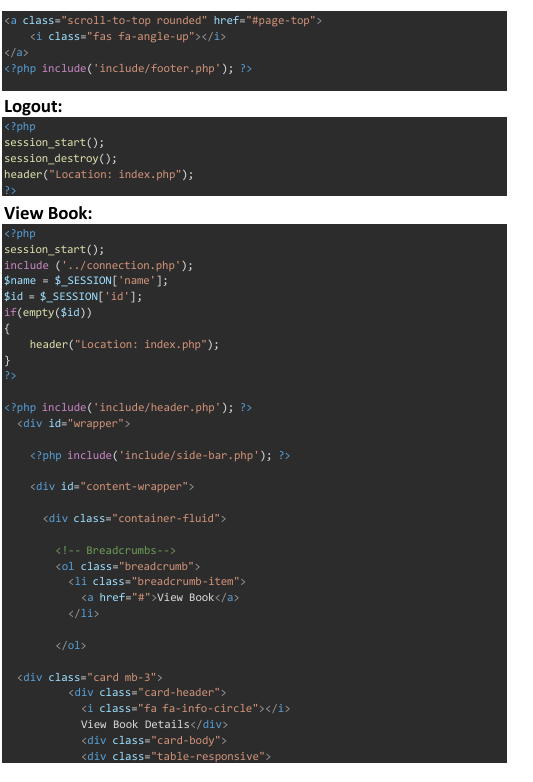 <a class="scroll-to-top rounded" href="#page-top">
    <i class="fas fa-angle-up"></i>
</a>
<?php include('include/footer.php'); ?>
Logout:
<?php
session_start();
session_destroy();
header("Location: index.php");
?>
View Book:
<?php
session_start();
include ('../connection.php');
$name = $_SESSION['name'];
$id = $_SESSION['id'];
if(empty($id))
{
    header("Location: index.php");
}
?>
<?php include('include/header.php'); ?>
  <div id="wrapper">
    <?php include('include/side-bar.php'); ?>
    <div id="content-wrapper">
      <div class="container-fluid">
        <!-- Breadcrumbs-->
        <ol class="breadcrumb">
          <li class="breadcrumb-item">
            <a href="#">View Book</a>
          </li>
        </ol>
  <div class="card mb-3">
          <div class="card-header">
            <i class="fa fa-info-circle"></i>
            View Book Details</div>
            <div class="card-body">
            <div class="table-responsive">